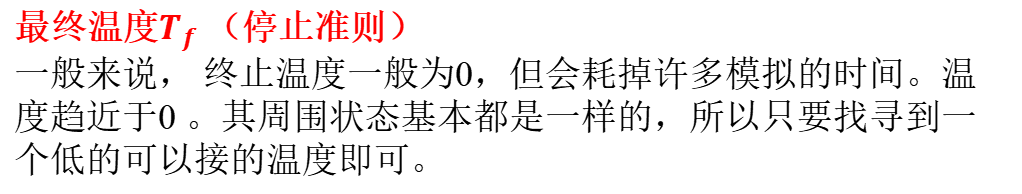 最终温度T_f（停止准则）
一般来说， 终止温度一般为0，但会耗掉许多模拟的时间。温
度趋近于0 。其周围状态基本都是一样的，所以只要找寻到一
个低的可以接的温度即可。